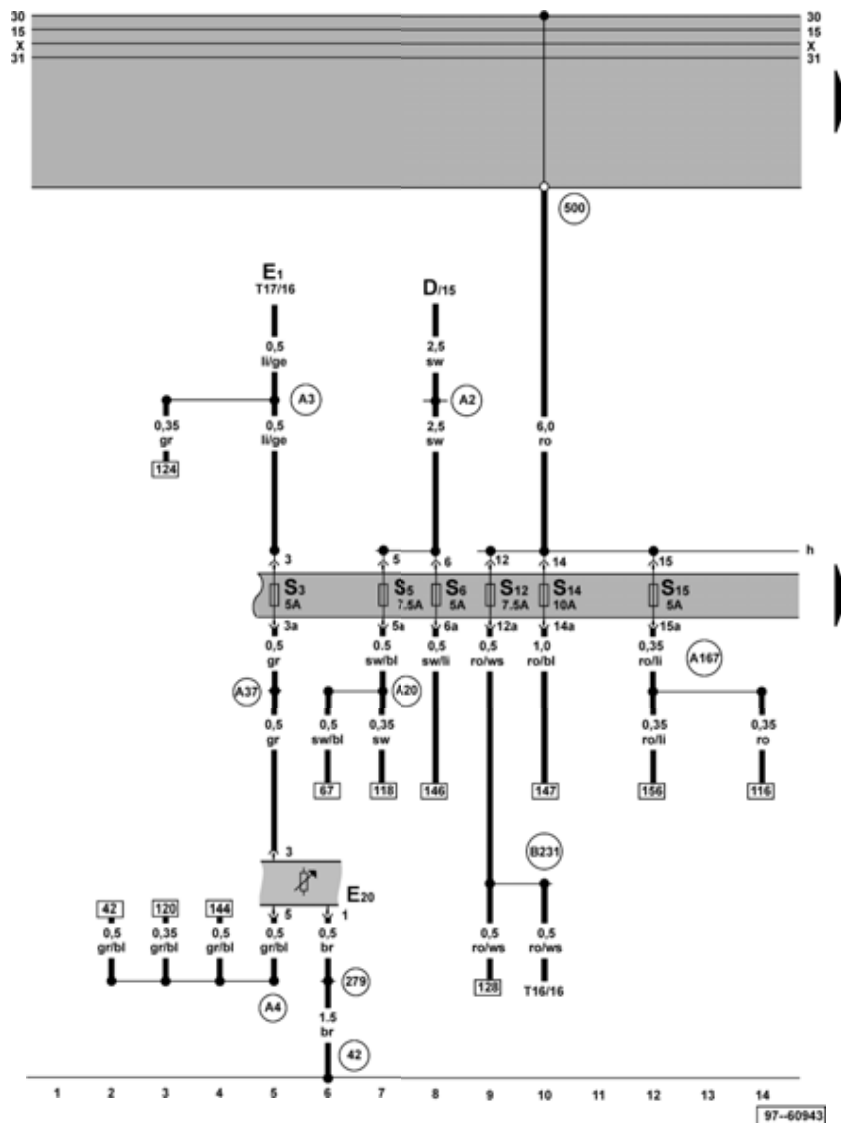 30 30
15 15
X X
31 31
500
E1
T17/16
D/15
0,5 2,5
li/ge sw
A3 A2
0,35 0,5 2,5 6,0
gr li/ge sw ro
124
h
3 5 6 12 14 15
S3 S5 S6 S12 S14 S15
5A 7.5A 5A 7.5A 10A 5A
3a 5a 6a 12a 14a 15a
0,5 0.5 0,5 0,5 1,0 0,35
gr sw/bl sw/li ro/ws ro/bl ro/li
A167
A37 A20
0,5 0,5 0,35 0,35 0,35
gr sw/bl sw ro/li ro
67 118 146 147 156 116
3
B231
E20
42 120 144 5 1
0,5 0,35 0,5 0,5 0,5 0,5 0,5
gr/bl gr/bl gr/bl gr/bl br ro/ws ro/ws
A4 279 128 T16/16
1.5
br
42
1 2 3 4 5 6 7 8 9 10 11 12 13 14
97--60943